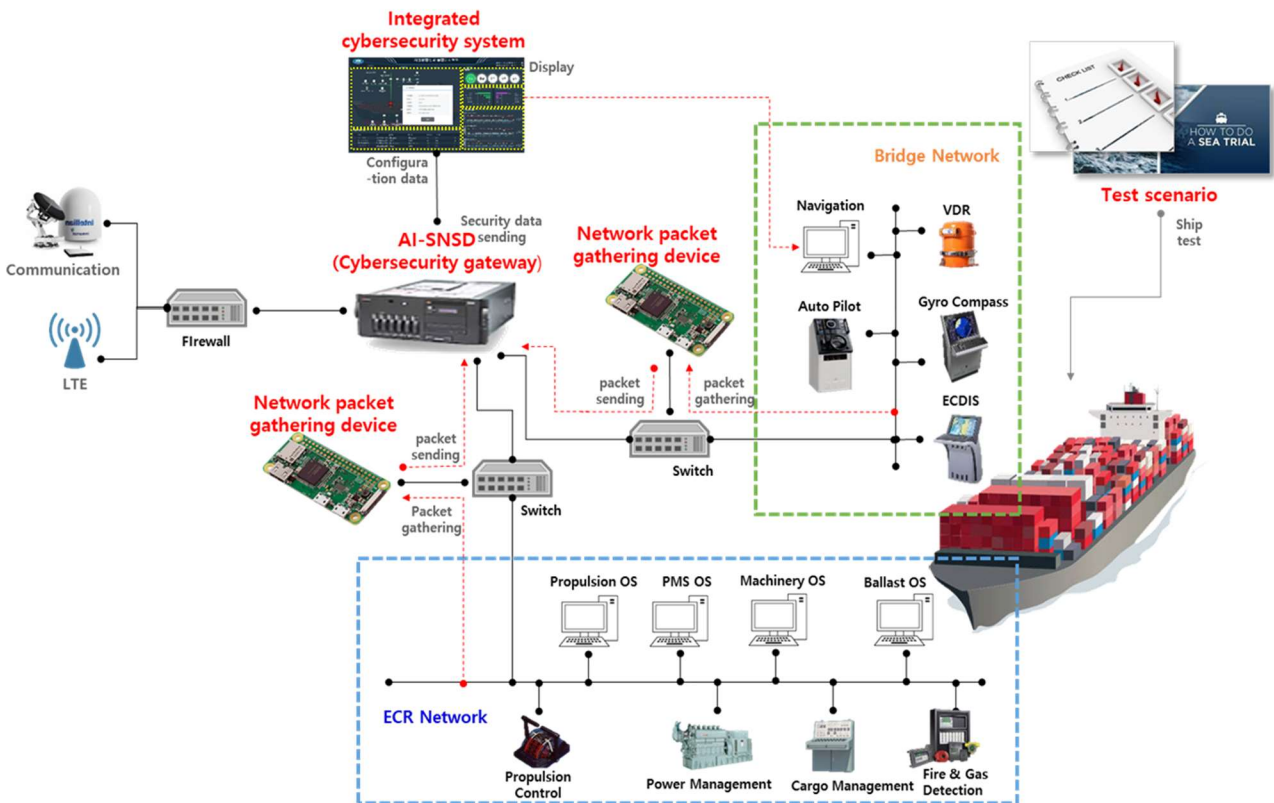 Integrated
cybersecurity system
Display
Configura
-tion data
Security data
sending
AI-SNSD
(Cybersecurity gateway)
Network packet
gathering device
Communication
LTE
FIrewall
packet
sending
packet
gathering
Switch
Network packet
gathering device
packet
sending
Packet
gathering
Switch
Bridge Network
Navigation
VDR
Auto Pilot
Gyro Compass
ECDIS
CHECK LIST
HOW TO DO
A SEA TRIAL
Test scenario
Ship
test
ECR Network
Propulsion OS
PMS OS
Machinery OS
Ballast OS
Propulsion
Control
Power Management
Cargo Management
Fire & Gas
Detection